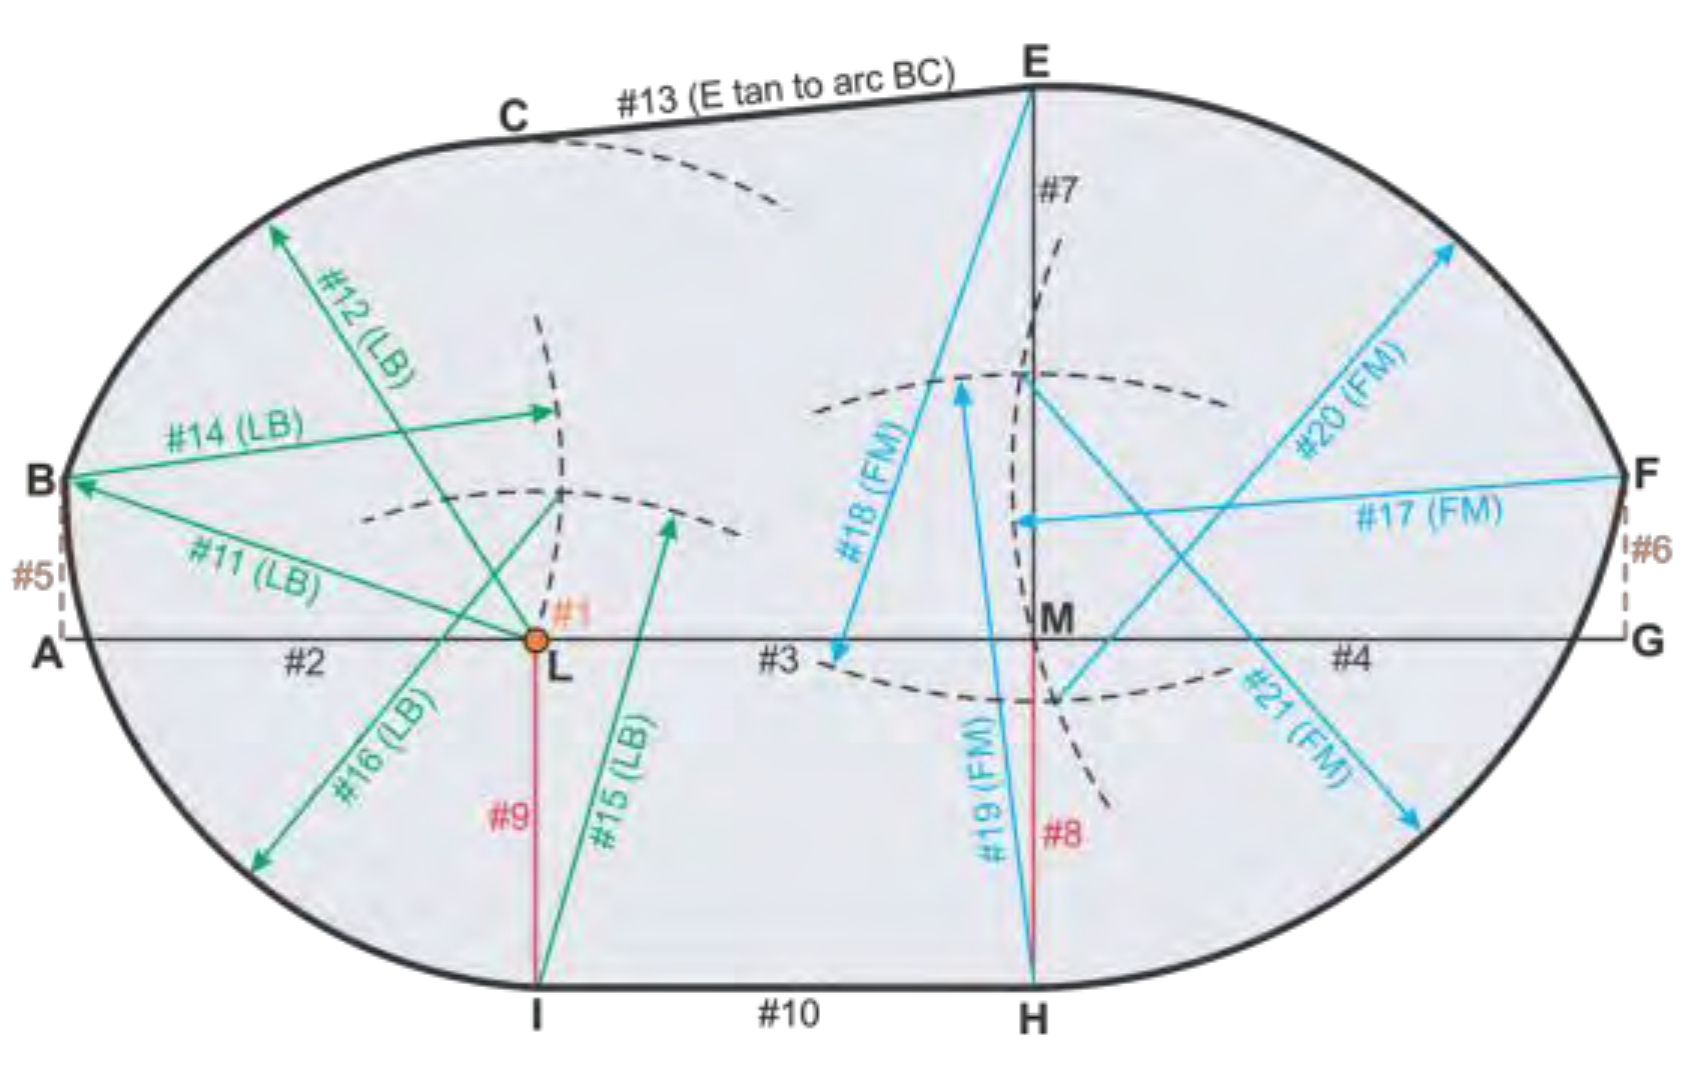 E
C
#13 (E tan to arc BC)
#7
#12 (LB)
#14 (LB)
#20 (FM)
#18 (FM)
B
F
#17 (FM)
#11 (LB)
#5
#6
#1
M
A
#2
L
#3
#4
G
#16 (LB)
#15 (LB)
#21 (FM)
#19 (FM)
#9
#8
I
#10
H